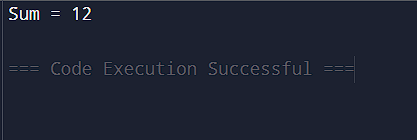 Sum = 12
=== Code Execution Successful ===